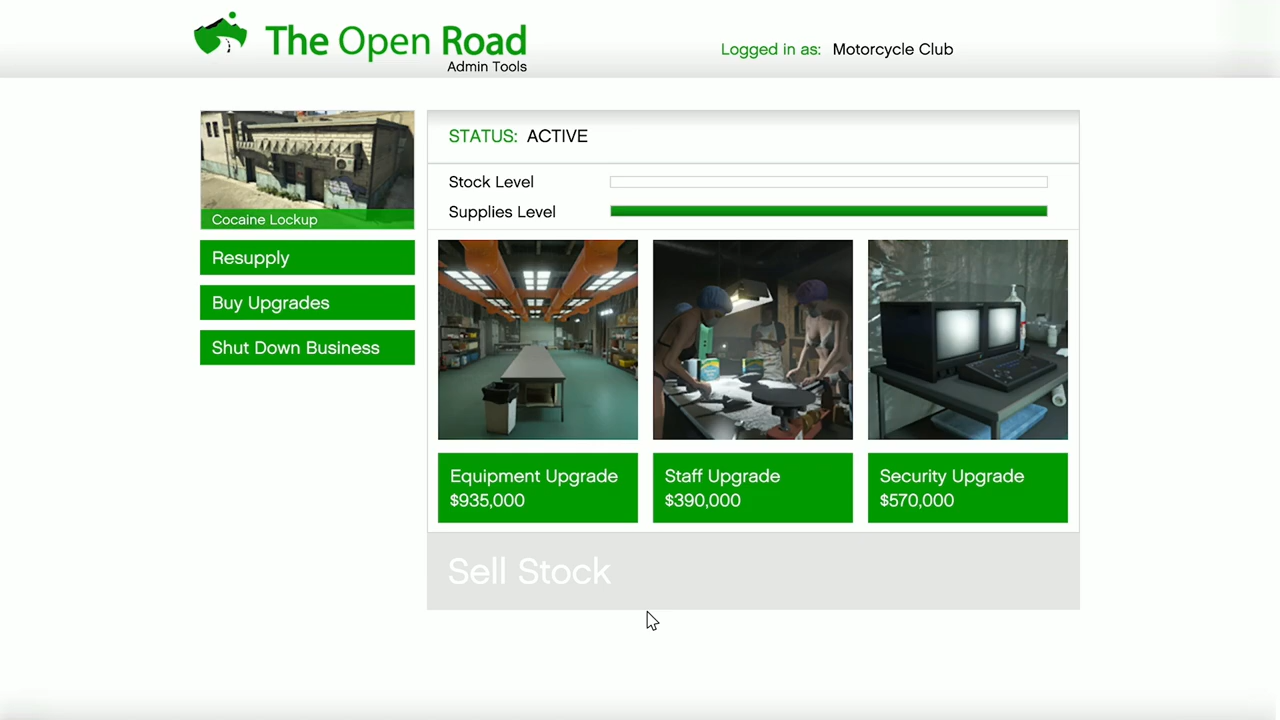 The Open Road
Admin Tools
Logged in as: Motorcycle Club
Cocaine Lockup
Resupply
Buy Upgrades
Shut Down Business
STATUS: ACTIVE
Stock Level
Supplies Level
Equipment Upgrade
$935,000
Staff Upgrade
$390,000
Security Upgrade
$570,000
Sell Stock